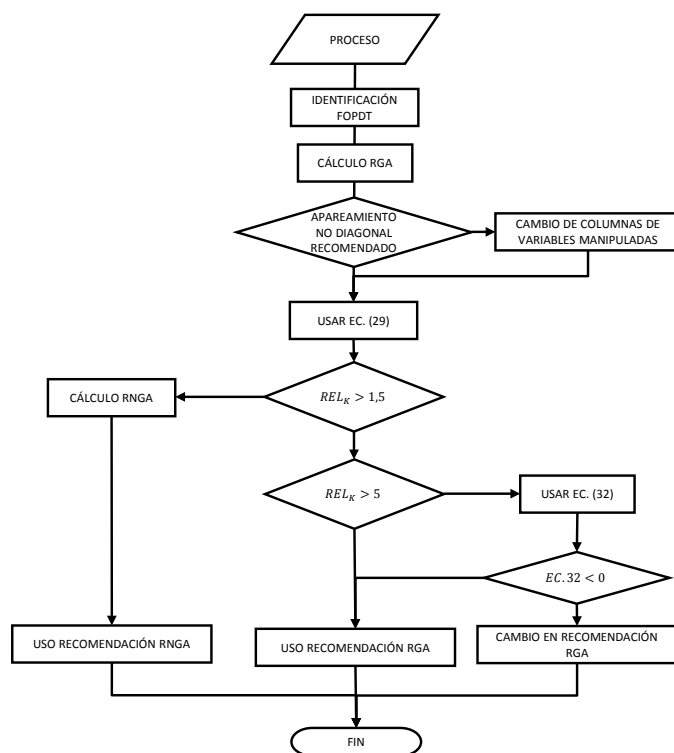 PROCESO
IDENTIFICACIÓN
FOPDT
CÁLCULO RGA
APAREAMIENTO
NO DIAGONAL
RECOMENDADO
CAMBIO DE COLUMNAS DE
VARIABLES MANIPULADAS
USAR EC. (29)
CÁLCULO RNGA
REL_K > 1,5
REL_K > 5
USAR EC. (32)
EC. 32 < 0
USO RECOMENDACIÓN RNGA
USO RECOMENDACIÓN RGA
CAMBIO EN RECOMENDACIÓN
RGA
FIN